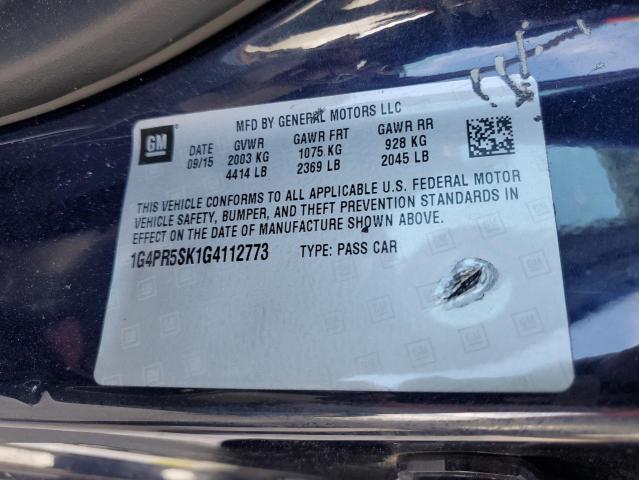 MFD BY GENERAL MOTORS LLC
GM
DATE GVWR GAWR FRT GAWR RR
09/15 2003 KG 1075 KG 928 KG
4414 LB 2369 LB 2045 LB
THIS VEHICLE CONFORMS TO ALL APPLICABLE U.S. FEDERAL MOTOR
VEHICLE SAFETY, BUMPER, AND THEFT PREVENTION STANDARDS IN
EFFECT ON THE DATE OF MANUFACTURE SHOWN ABOVE.
1G4PR5SK1G4112773 TYPE: PASS CAR